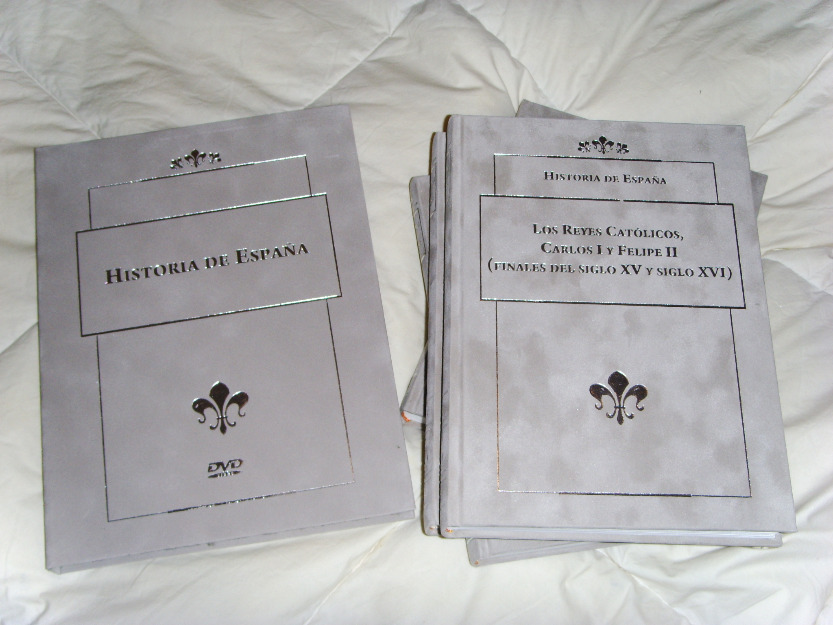 HISTORIA DE ESPAÑA
DVD
HISTORIA DE ESPAÑA
LOS REYES CATÓLICOS,
CARLOS I Y FELIPE II
(FINALES DEL SIGLO XV Y SIGLO XVI)